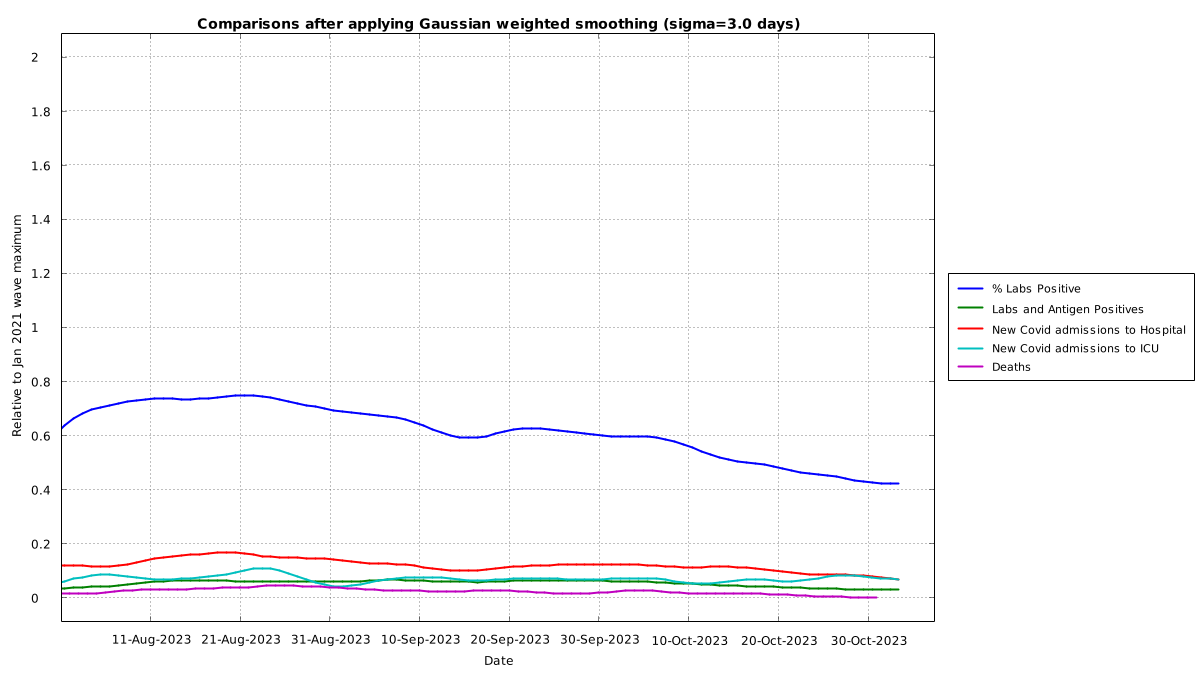 Comparisons after applying Gaussian weighted smoothing (sigma=3.0 days)
Relative to Jan 2021 wave maximum
2
1.8
1.6
1.4
1.2
1
0.8
0.6
0.4
0.2
0
11-Aug-2023 21-Aug-2023 31-Aug-2023 10-Sep-2023 20-Sep-2023 30-Sep-2023 10-Oct-2023 20-Oct-2023 30-Oct-2023
Date
% Labs Positive
Labs and Antigen Positives
New Covid admissions to Hospital
New Covid admissions to ICU
Deaths